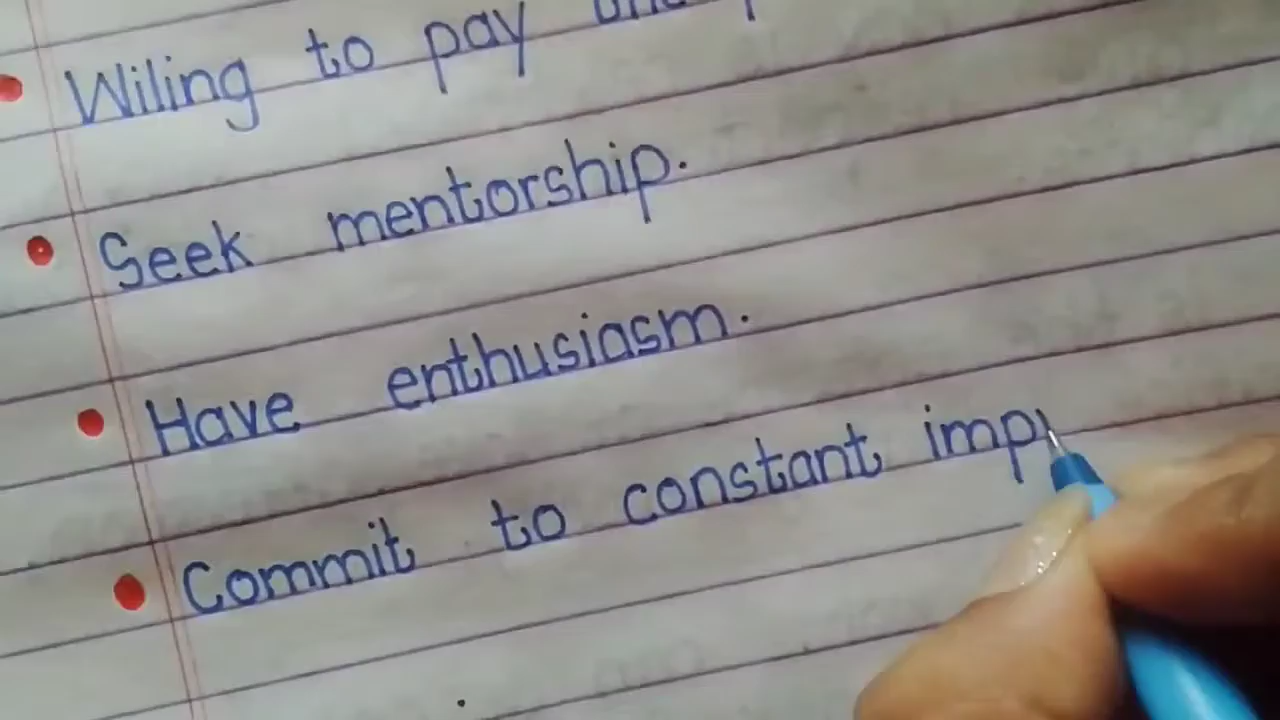 Wiling to pay
Seek mentorship.
Have enthusiasm.
Commit to constant imp